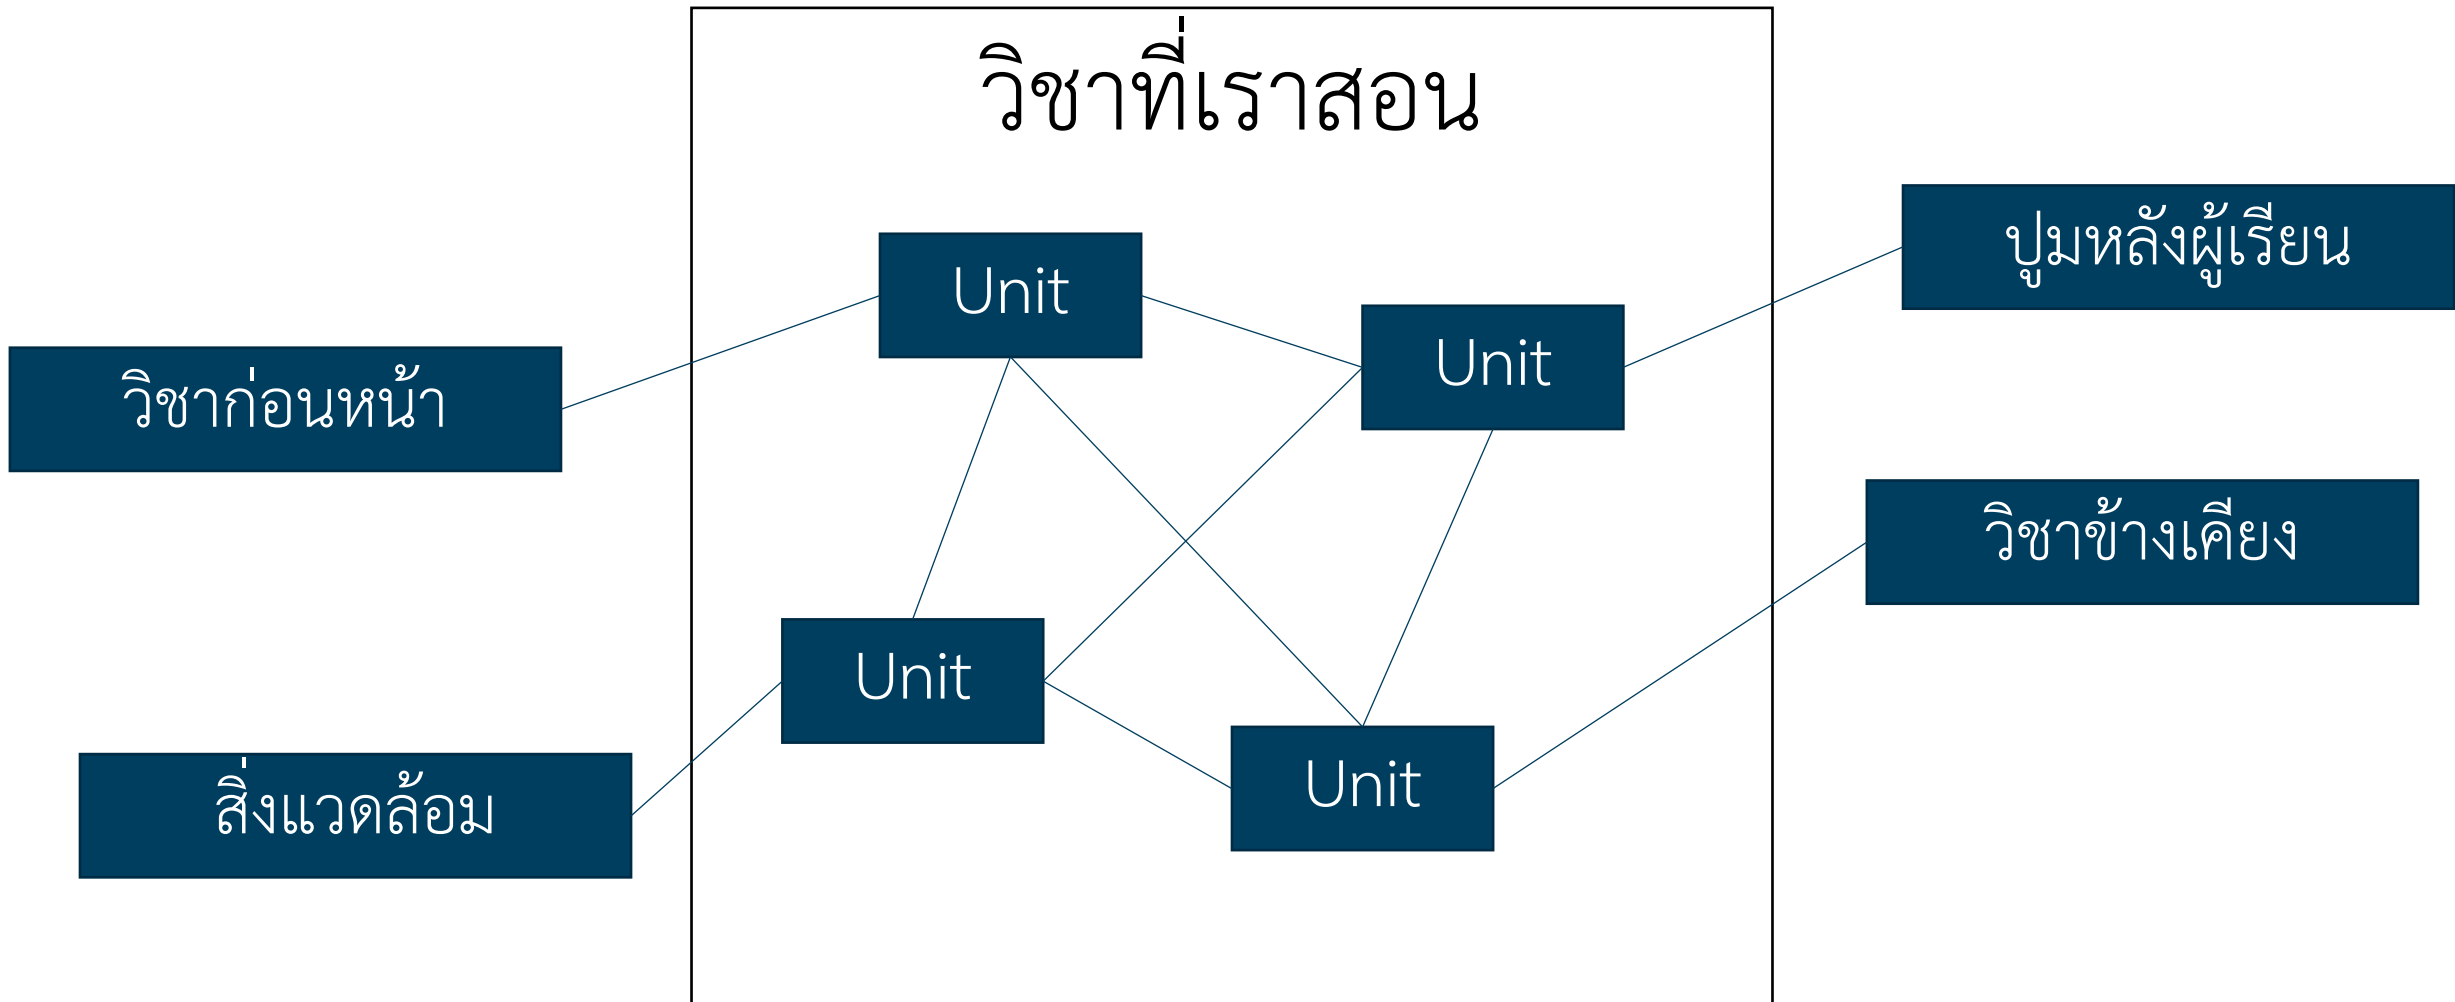 วิชาที่เราสอน
Unit
ปูมหลังผู้เรียน
Unit
วิชาก่อนหน้า
วิชาข้างเคียง
Unit
สิ่งแวดล้อม
Unit